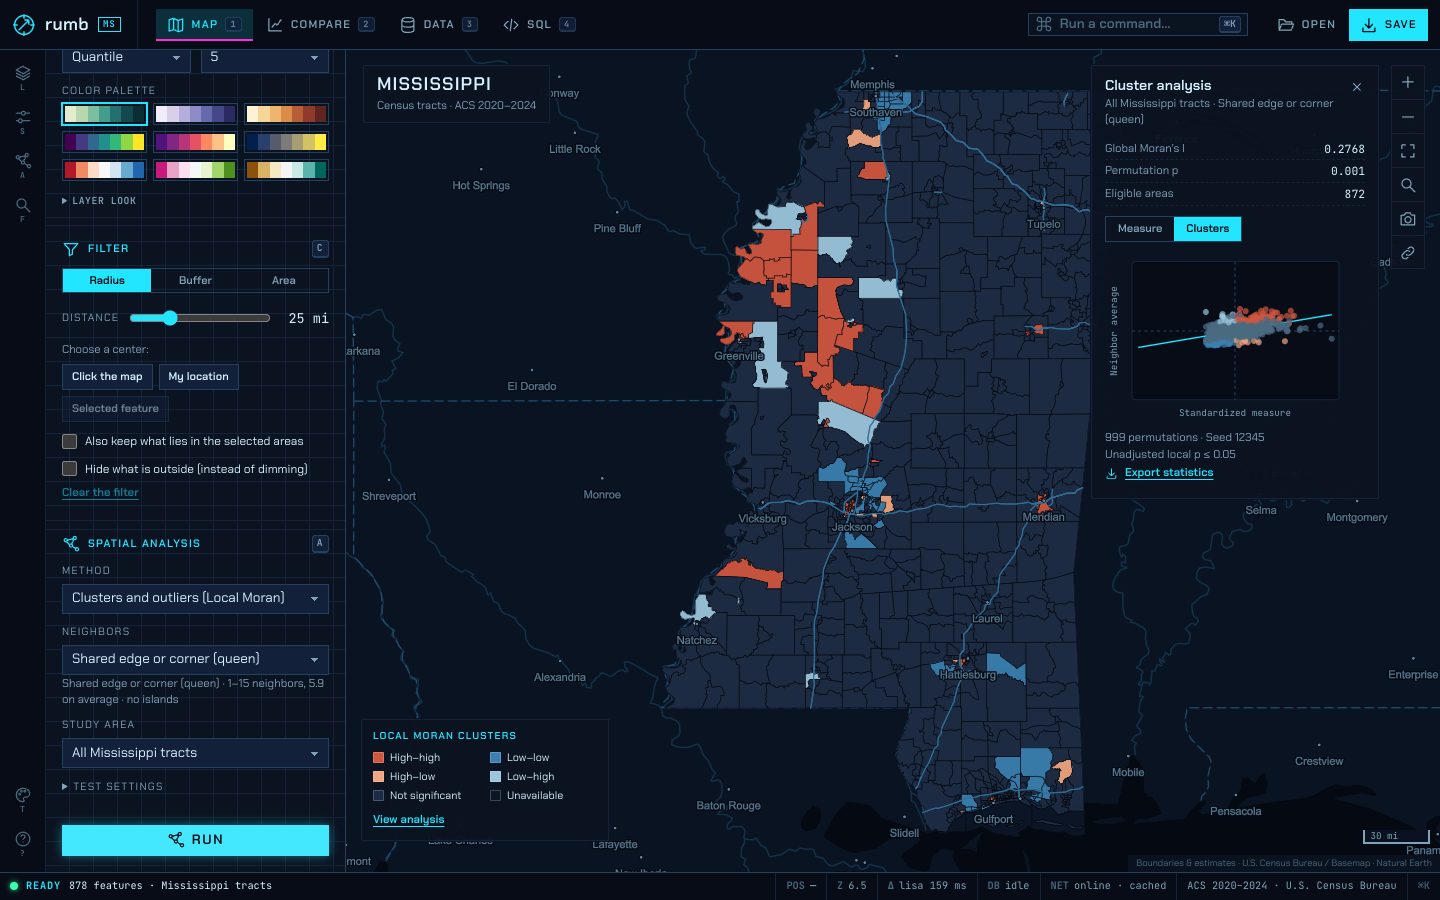 rumb MS
MAP 1
COMPARE 2
DATA 3
SQL 4
Run a command... ⌘K
OPEN
SAVE
L
S
A
F
T
?
Quantile
5
COLOR PALETTE
LAYER LOOK
FILTER C
Radius Buffer Area
DISTANCE 25 mi
Choose a center:
Click the map My location
Selected feature
Also keep what lies in the selected areas
Hide what is outside (instead of dimming)
Clear the filter
SPATIAL ANALYSIS A
METHOD
Clusters and outliers (Local Moran)
NEIGHBORS
Shared edge or corner (queen)
Shared edge or corner (queen) · 1–15 neighbors, 5.9
on average · no islands
STUDY AREA
All Mississippi tracts
TEST SETTINGS
RUN
MISSISSIPPI
Census tracts · ACS 2020–2024
onway
Memphis
Southaven
Little Rock
Hot Springs
Pine Bluff
Tupelo
arkana
Greenville
El Dorado
Shreveport
Monroe
Vicksburg
Jackson
Meridian
Selma
Montgomery
Laurel
Natchez
Hattiesburg
Alexandria
Enterprise
Mobile
Crestview
Baton Rouge
Pensacola
Slidell
Gulfport
Lafayette
mont
Panam
ad
LOCAL MORAN CLUSTERS
High–high Low–low
High–low Low–high
Not significant Unavailable
View analysis
Cluster analysis
All Mississippi tracts · Shared edge or corner
(queen)
Global Moran's I 0.2768
Permutation p 0.001
Eligible areas 872
Measure Clusters
Neighbor average
Standardized measure
999 permutations · Seed 12345
Unadjusted local p ≤ 0.05
Export statistics
30 mi
Boundaries & estimates · U.S. Census Bureau / Basemap · Natural Earth
READY 878 features · Mississippi tracts
POS —
Z 6.5
Δ lisa 159 ms
DB idle
NET online · cached
ACS 2020–2024 · U.S. Census Bureau
⌘K